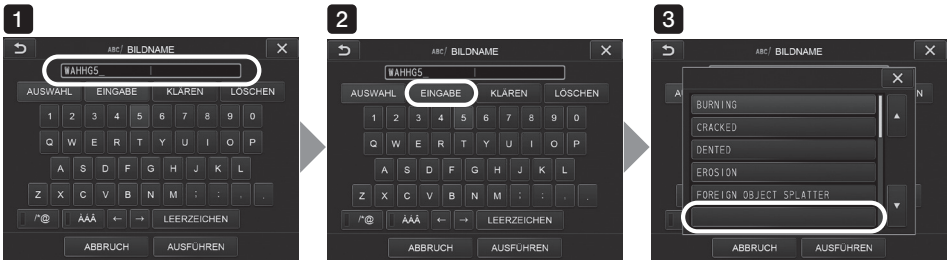 1
ABC/ BILDNAME
WAHHG5_
AUSWAHL EINGABE KLÄREN LÖSCHEN
1 2 3 4 5 6 7 8 9 0
Q W E R T Y U I O P
A S D F G H J K L
Z X C V B N M ; : , .
/*@ ÀÁÂ ← → LEERZEICHEN
ABBRUCH AUSFÜHREN
2
ABC/ BILDNAME
WAHHG5_
AUSWAHL EINGABE KLÄREN LÖSCHEN
1 2 3 4 5 6 7 8 9 0
Q W E R T Y U I O P
A S D F G H J K L
Z X C V B N M ; : , .
/*@ ÀÁÂ ← → LEERZEICHEN
ABBRUCH AUSFÜHREN
3
ABC/ BILDNAME
BURNING
CRACKED
DENTED
EROSION
FOREIGN OBJECT SPLATTER
ABBRUCH AUSFÜHREN